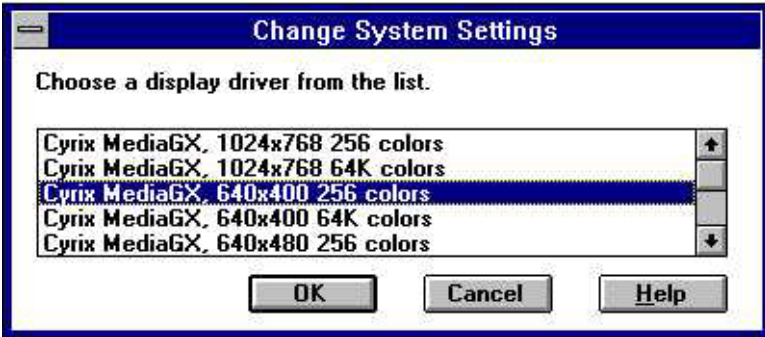 Change System Settings
Choose a display driver from the list.
Cyrix MediaGX, 1024x768 256 colors
Cyrix MediaGX, 1024x768 64K colors
Cyrix MediaGX, 640x400 256 colors
Cyrix MediaGX, 640x400 64K colors
Cyrix MediaGX, 640x480 256 colors
OK Cancel Help